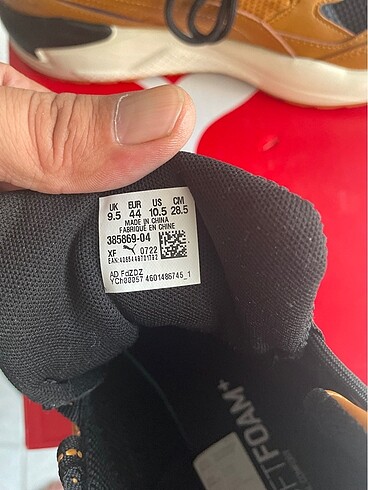 UK EUR US CM
9.5 44 10.5 28.5
MADE IN CHINA
FABRIQUÉ EN CHINE
385869-04
XF 0722
AD FdZDZ
YCh00057 4601486745_1
FTFOAM+